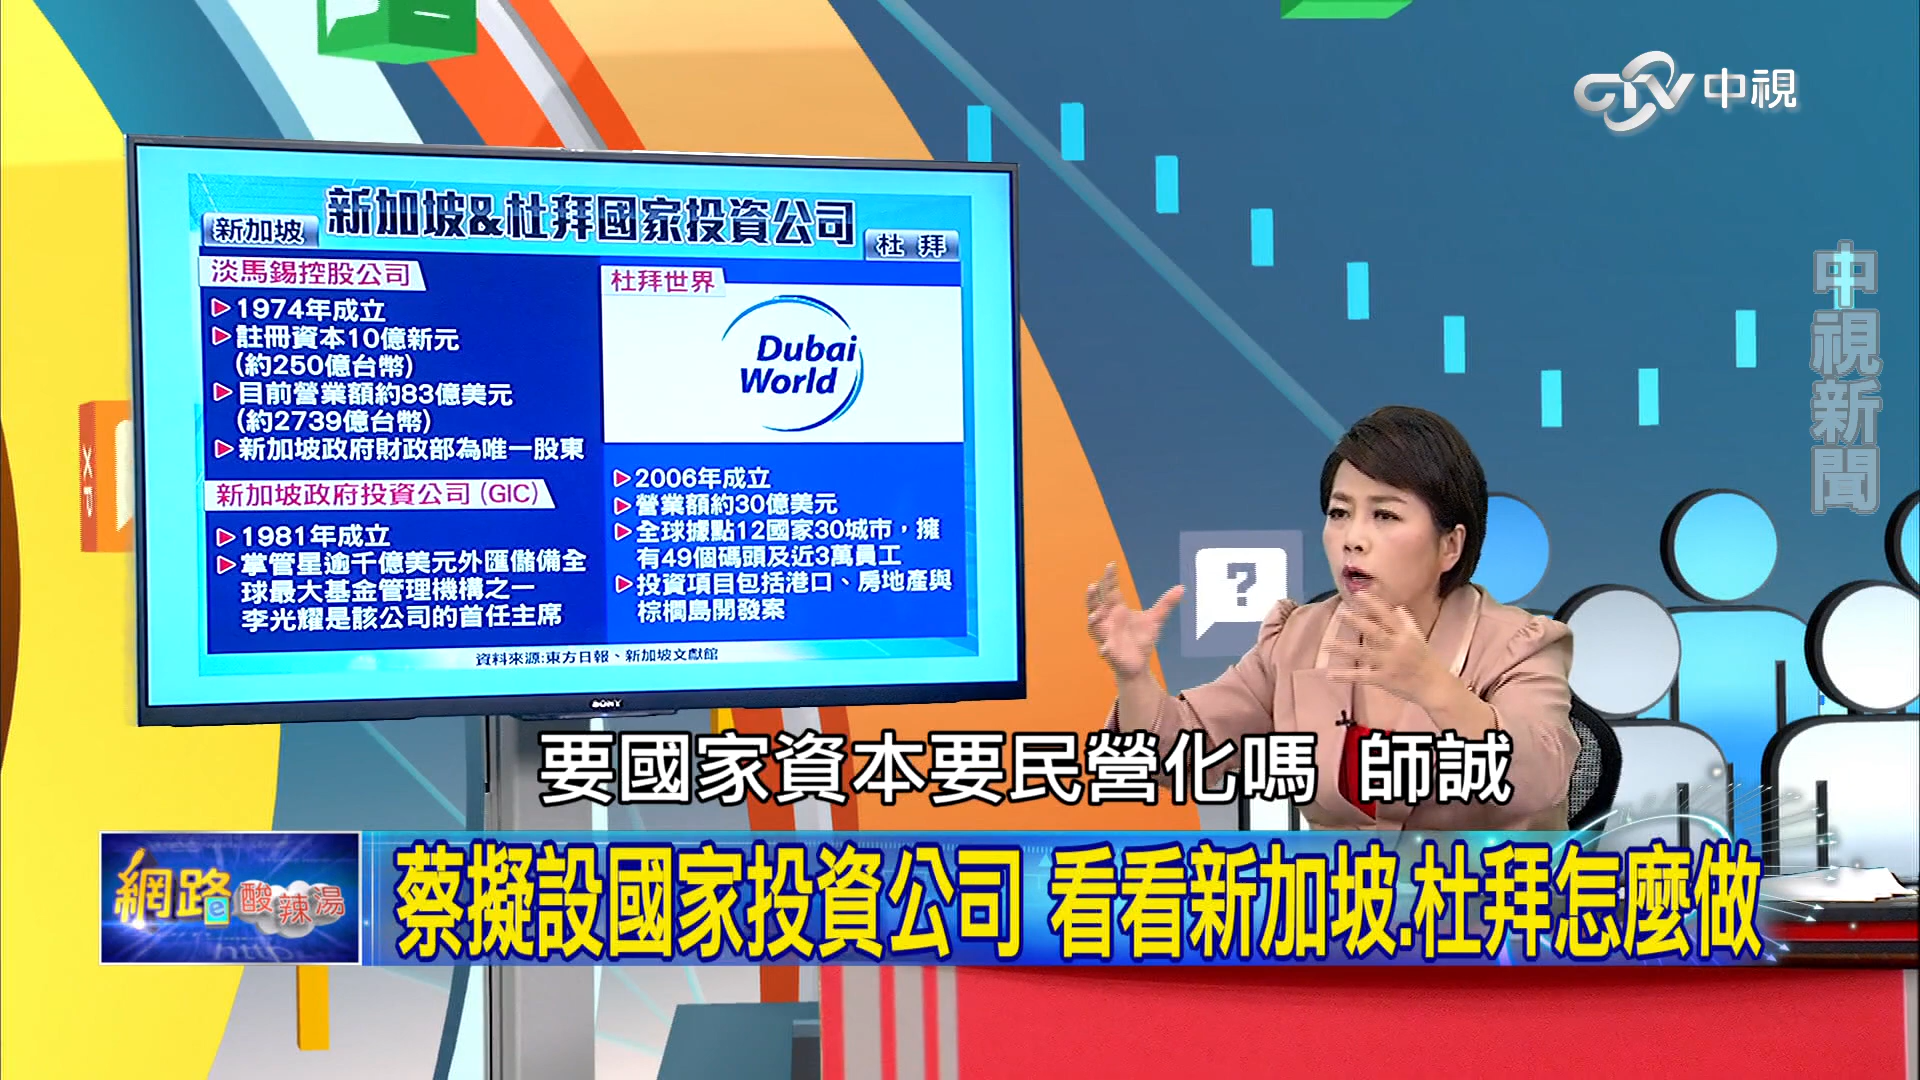 CTV中視
中視新聞
新加坡&杜拜國家投資公司
新加坡
杜拜
淡馬錫控股公司
▶1974年成立
▶註冊資本10億新元
(約250億台幣)
▶目前營業額約83億美元
(約2739億台幣)
▶新加坡政府財政部為唯一股東
新加坡政府投資公司(GIC)
▶1981年成立
▶掌管星逾千億美元外匯儲備全
球最大基金管理機構之一
李光耀是該公司的首任主席
杜拜世界
Dubai
World
▶2006年成立
▶營業額約30億美元
▶全球據點12國家30城市，擁
有49個碼頭及近3萬員工
▶投資項目包括港口、房地產與
棕櫚島開發案
資料來源:東方日報、新加坡文獻館
SONY
?
要國家資本要民營化嗎 師誠
網路e酸辣湯
蔡擬設國家投資公司 看看新加坡.杜拜怎麼做